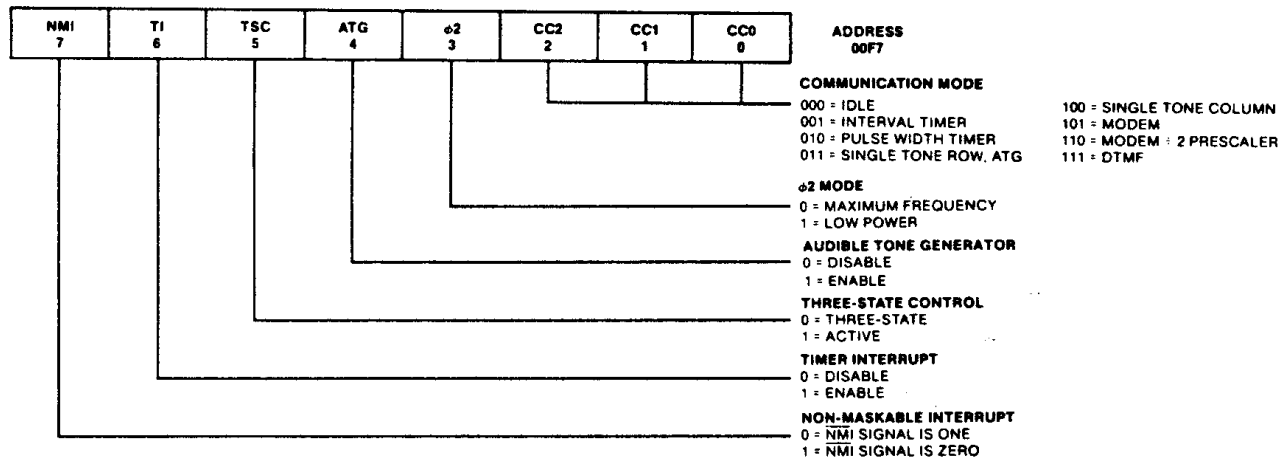 NMI TI TSC ATG ϕ2 CC2 CC1 CC0 ADDRESS
7 6 5 4 3 2 1 0 00F7
COMMUNICATION MODE
000 = IDLE 100 = SINGLE TONE COLUMN
001 = INTERVAL TIMER 101 = MODEM
010 = PULSE WIDTH TIMER 110 = MODEM ÷ 2 PRESCALER
011 = SINGLE TONE ROW, ATG 111 = DTMF
ϕ2 MODE
0 = MAXIMUM FREQUENCY
1 = LOW POWER
AUDIBLE TONE GENERATOR
0 = DISABLE
1 = ENABLE
THREE-STATE CONTROL
0 = THREE-STATE
1 = ACTIVE
TIMER INTERRUPT
0 = DISABLE
1 = ENABLE
NON-MASKABLE INTERRUPT
0 = N̅M̅I̅ SIGNAL IS ONE
1 = N̅M̅I̅ SIGNAL IS ZERO